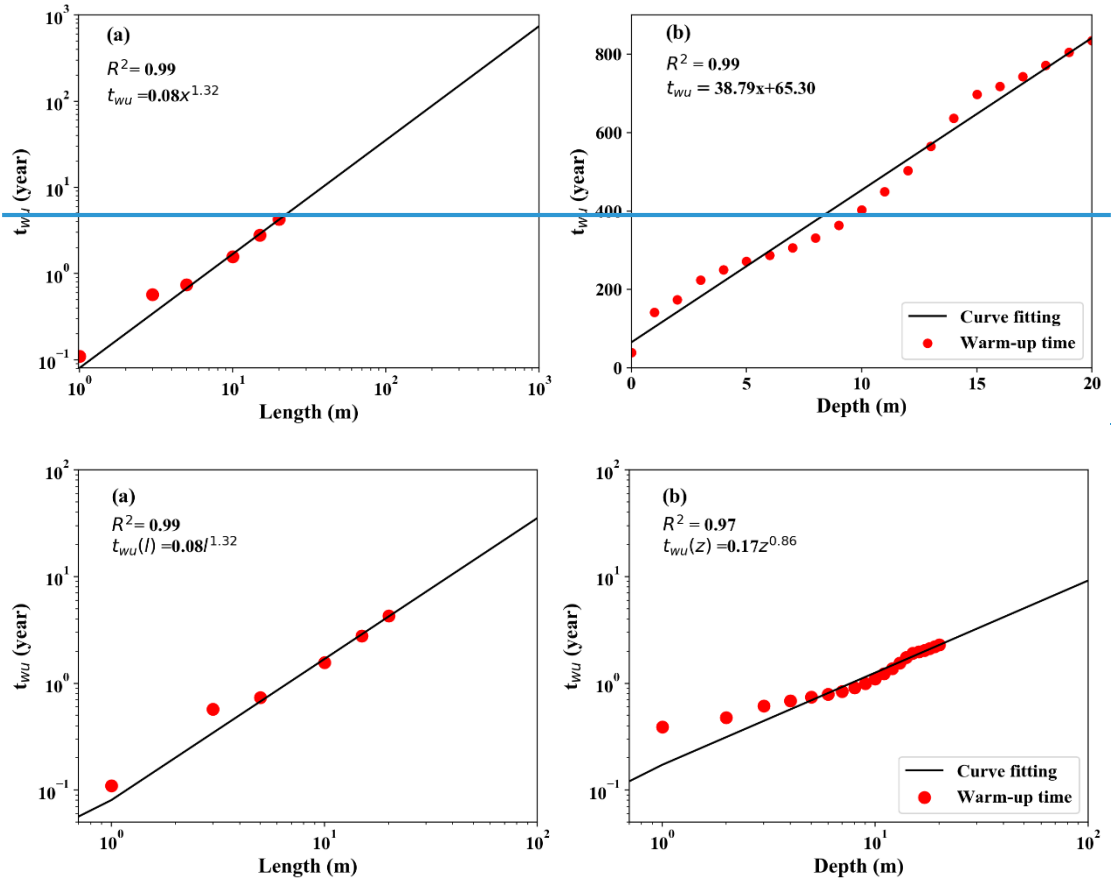 (a)
R²= 0.99
t_wu =0.08x^1.32
t_wu (year)
10³
10²
10¹
10⁰
10⁻¹
10⁰
10¹
10²
10³
Length (m)
(b)
R² = 0.99
t_wu = 38.79x+65.30
t_wu (year)
800
600
400
200
0
Curve fitting
Warm-up time
0
5
10
15
20
Depth (m)
(a)
R²= 0.99
t_wu(l) =0.08l^1.32
t_wu (year)
10²
10¹
10⁰
10⁻¹
10⁰
10¹
10²
Length (m)
(b)
R² = 0.97
t_wu(z) =0.17z^0.86
t_wu (year)
10²
10¹
10⁰
10⁻¹
Curve fitting
Warm-up time
10⁰
10¹
10²
Depth (m)